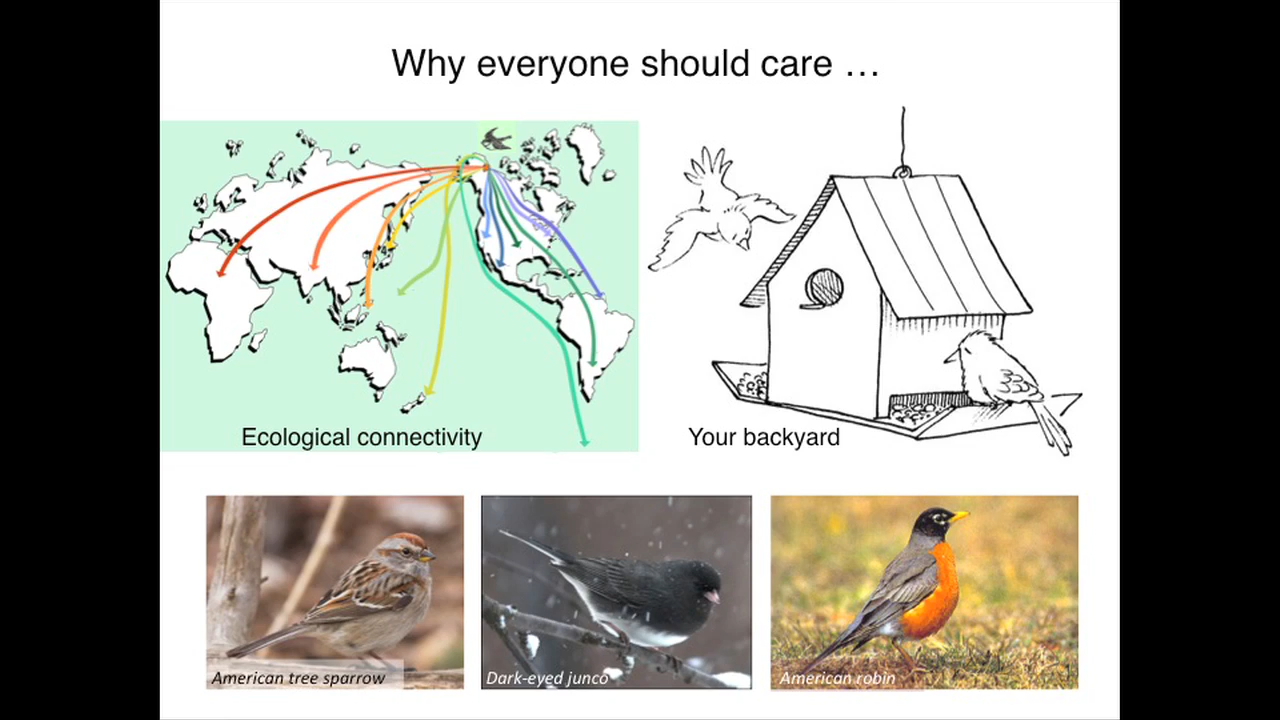 Why everyone should care …
Ecological connectivity
Your backyard
American tree sparrow
Dark-eyed junco
American robin